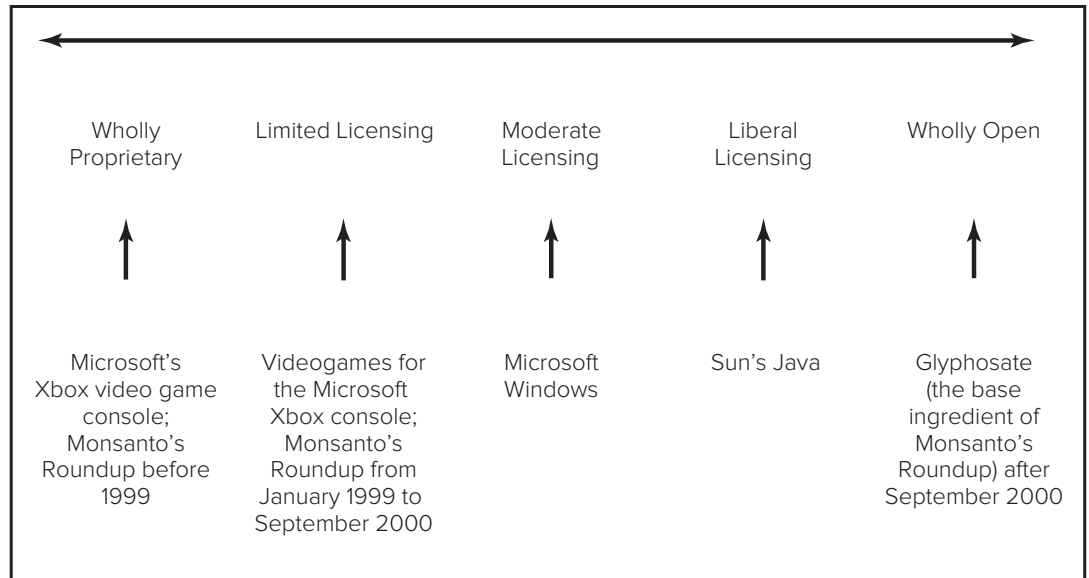 Wholly
Proprietary
Limited Licensing
Moderate
Licensing
Liberal
Licensing
Wholly Open
Microsoft's
Xbox video game
console;
Monsanto's
Roundup before
1999
Videogames for
the Microsoft
Xbox console;
Monsanto's
Roundup from
January 1999 to
September 2000
Microsoft
Windows
Sun's Java
Glyphosate
(the base
ingredient of
Monsanto's
Roundup) after
September 2000